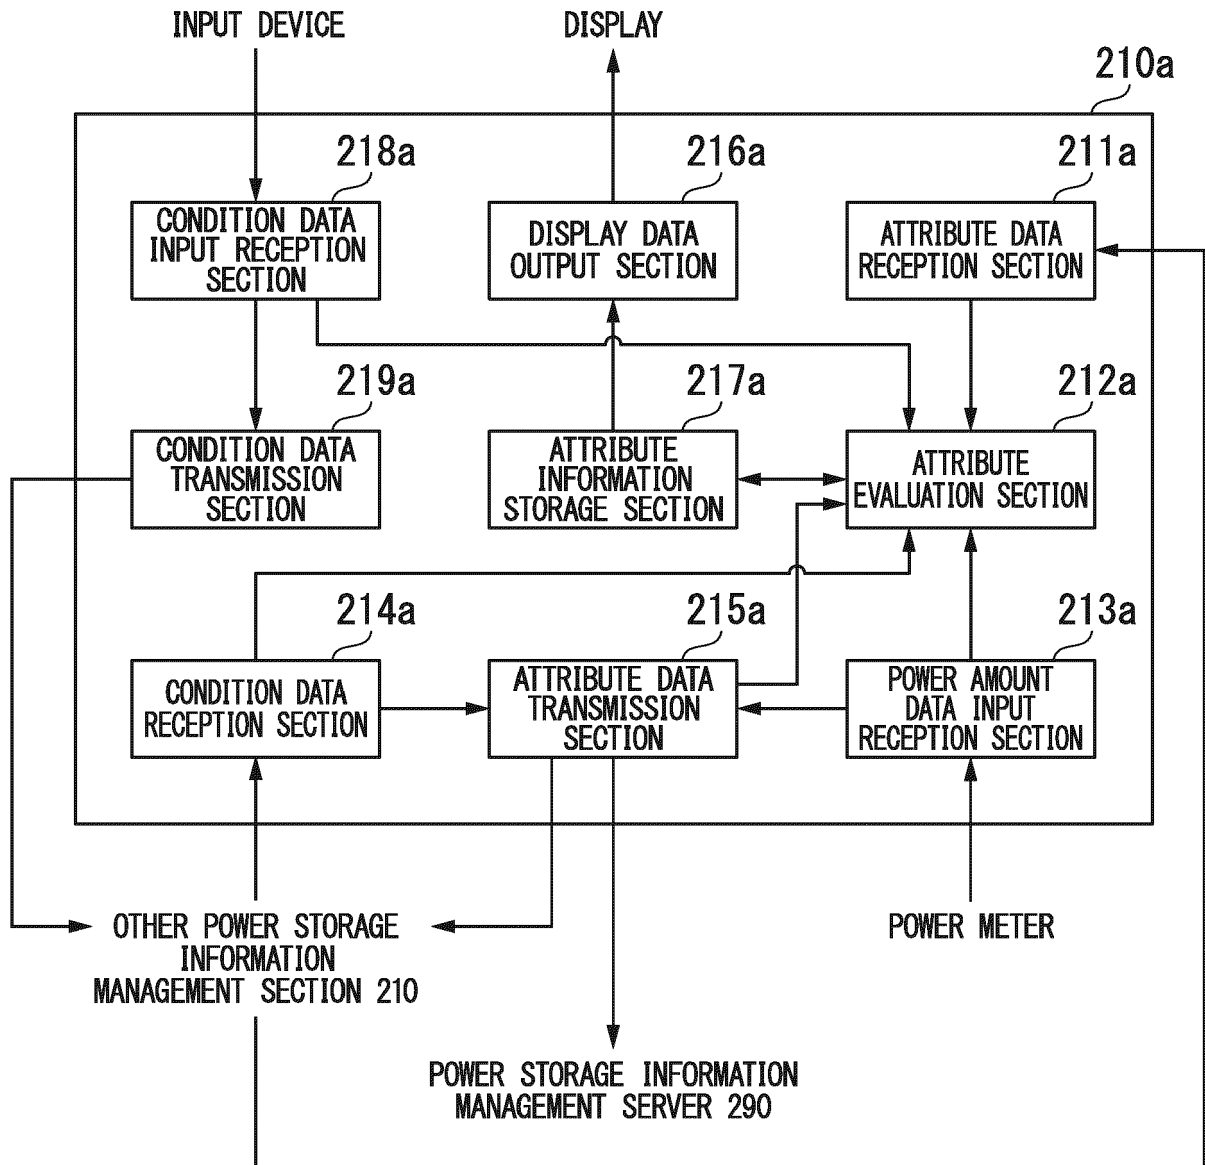 INPUT DEVICE
DISPLAY
210a
218a
216a
211a
CONDITION DATA
INPUT RECEPTION
SECTION
DISPLAY DATA
OUTPUT SECTION
ATTRIBUTE DATA
RECEPTION SECTION
219a
217a
212a
CONDITION DATA
TRANSMISSION
SECTION
ATTRIBUTE
INFORMATION
STORAGE SECTION
ATTRIBUTE
EVALUATION SECTION
214a
215a
213a
CONDITION DATA
RECEPTION SECTION
ATTRIBUTE DATA
TRANSMISSION
SECTION
POWER AMOUNT
DATA INPUT
RECEPTION SECTION
OTHER POWER STORAGE
INFORMATION
MANAGEMENT SECTION 210
POWER METER
POWER STORAGE INFORMATION
MANAGEMENT SERVER 290